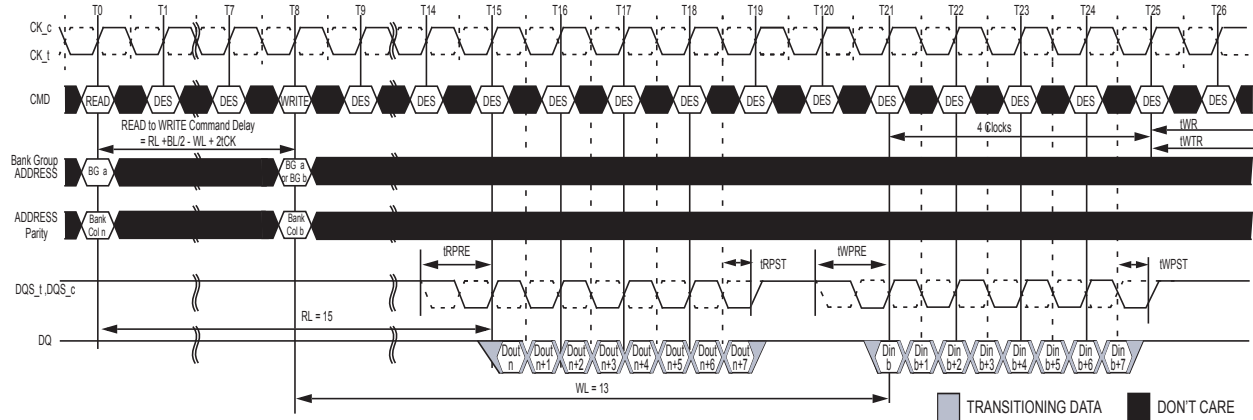 T0 T1 T7 T8 T9 T14 T15 T16 T17 T18 T19 T120 T21 T22 T23 T24 T25 T26
CK_c
CK_t
CMD READ DES DES WRITE DES DES DES DES DES DES DES DES DES DES DES DES DES DES
READ to WRITE Command Delay
= RL +BL/2 - WL + 2tCK
4 Clocks
tWR
tWTR
Bank Group
ADDRESS
BG a
BG a
or BG b
ADDRESS
Parity
Bank
Col n
Bank
Col b
tRPRE
tRPST
tWPRE
tWPST
DQS_t ,DQS_c
RL = 15
DQ
Dout
n
Dout
n+1
Dout
n+2
Dout
n+3
Dout
n+4
Dout
n+5
Dout
n+6
Dout
n+7
Din
b
Din
b+1
Din
b+2
Din
b+3
Din
b+4
Din
b+5
Din
b+6
Din
b+7
WL = 13
TRANSITIONING DATA
DON'T CARE